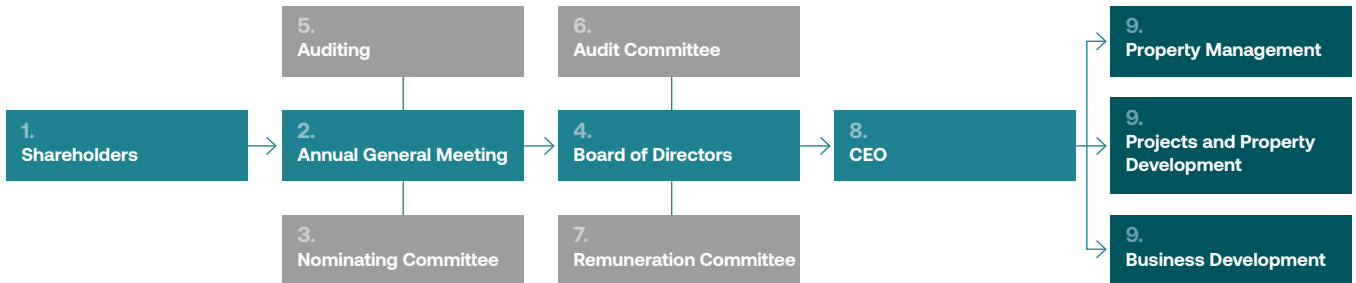 1.
Shareholders
5.
Auditing
2.
Annual General Meeting
3.
Nominating Committee
6.
Audit Committee
4.
Board of Directors
7.
Remuneration Committee
8.
CEO
9.
Property Management
9.
Projects and Property
Development
9.
Business Development